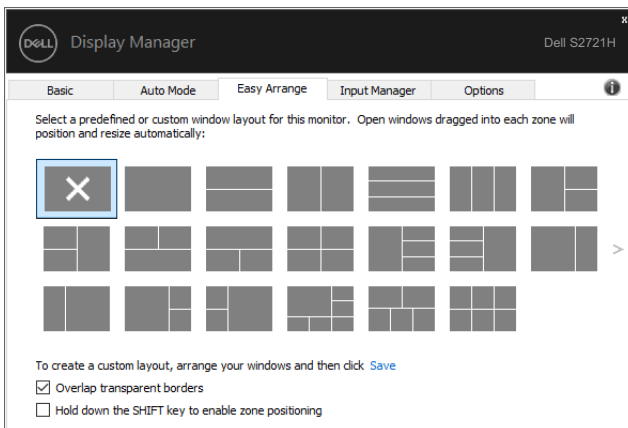 x
DELL Display Manager Dell S2721H
Basic Auto Mode Easy Arrange Input Manager Options
Select a predefined or custom window layout for this monitor. Open windows dragged into each zone will
position and resize automatically:
To create a custom layout, arrange your windows and then click Save
Overlap transparent borders
Hold down the SHIFT key to enable zone positioning